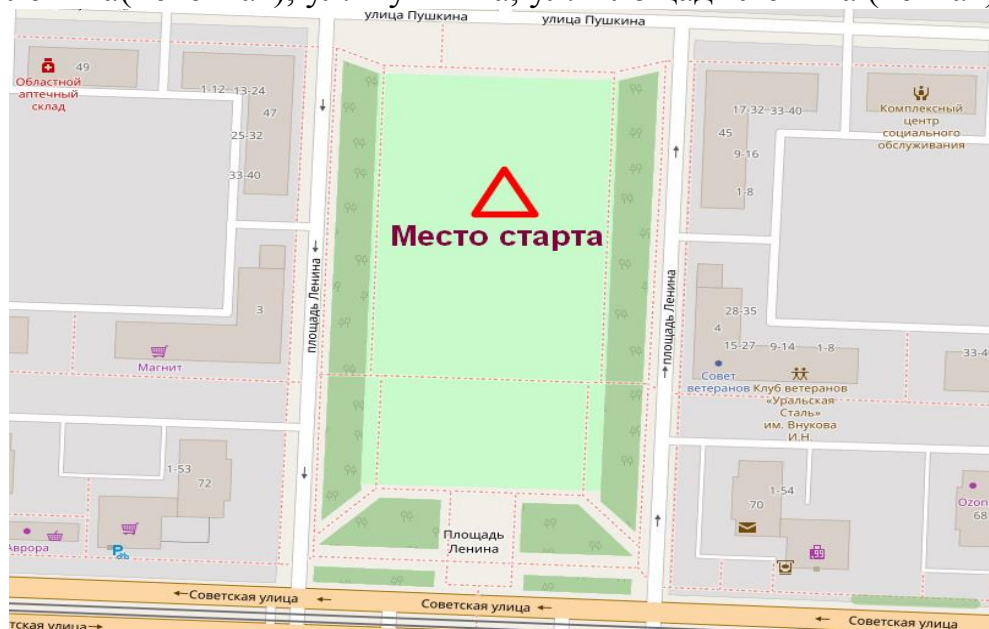 улица Пушкина
улица Пушкина
49
Областной
аптечный
склад
1-12
13-24
47
25-32
33-40
17-32
33-40
45
9-16
1-8
Комплексный
центр
социального
обслуживания
Место старта
площадь Ленина
площадь Ленина
3
Магнит
28-35
4
15-27
9-14
1-8
33-4
Совет
ветеранов
Клуб ветеранов
«Уральская
Сталь»
им. Внукова
И.Н.
1-53
72
Аврора
Площадь
Ленина
1-54
70
Ozon
68
←Советская улица ←
Советская улица ←
← Советская улица
тская улица→